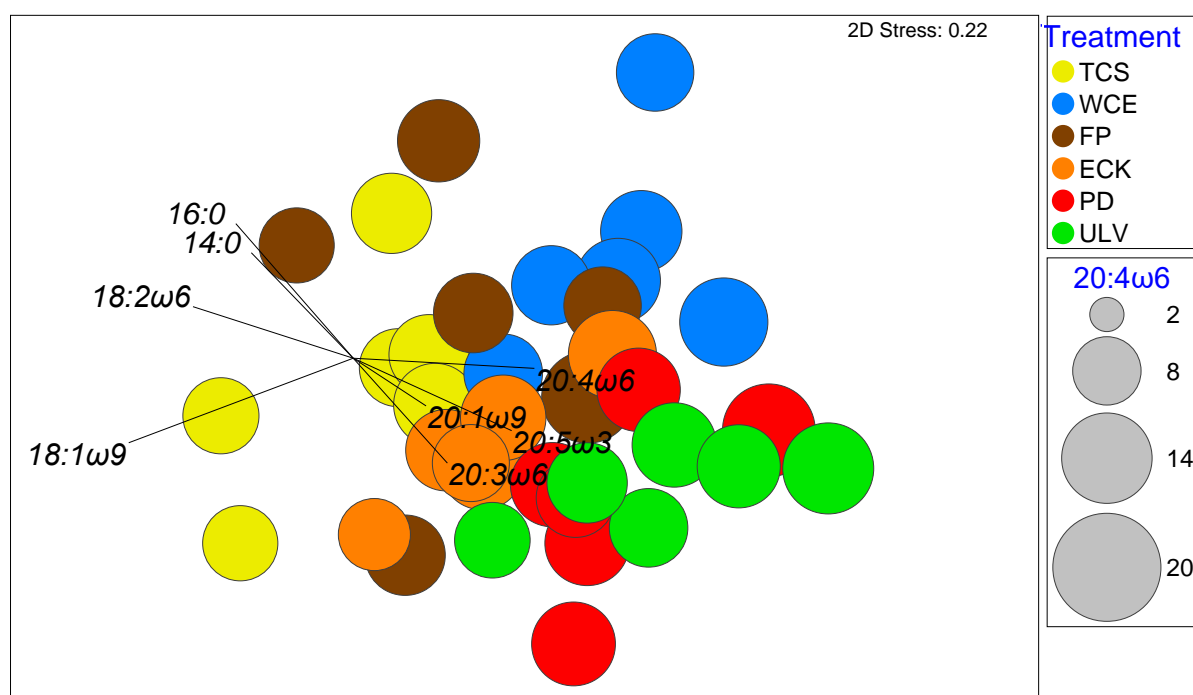 2D Stress: 0.22
Treatment
TCS
WCE
FP
ECK
PD
ULV
20:4ω6
2
8
14
20
16:0
14:0
18:2ω6
18:1ω9
20:4ω6
20:1ω9
20:5ω3
20:3ω6